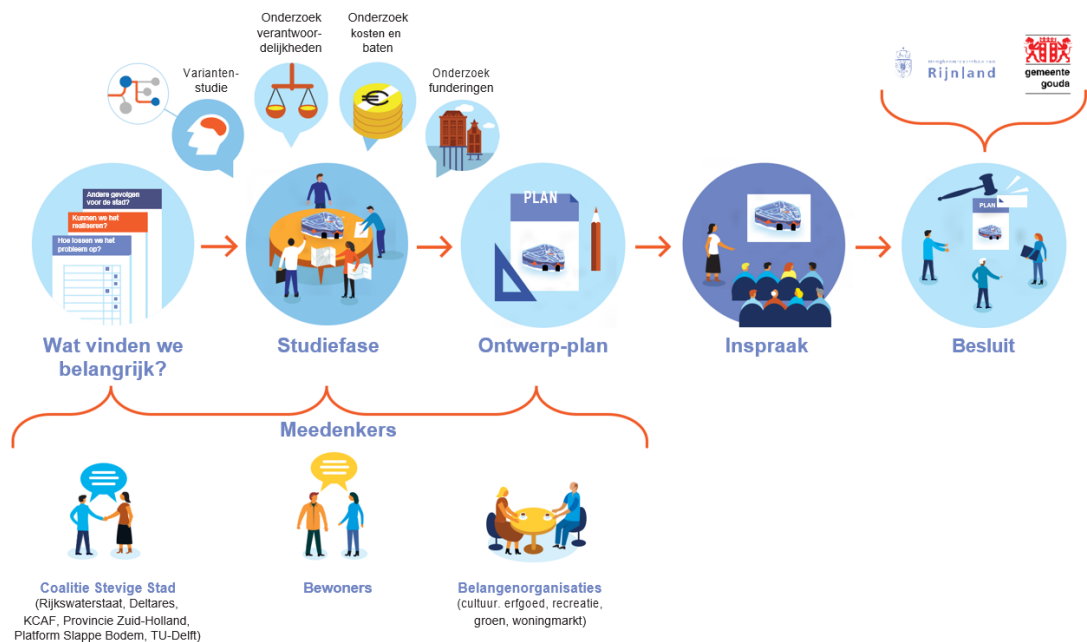 Onderzoek
verantwoor-
delijkheden
Onderzoek
kosten en
baten
Varianten-
studie
Onderzoek
funderingen
Rijnland
gemeente
gouda
Andere gevolgen
voor de stad?
Kunnen we het
realiseren?
Hoe lossen we het
probleem op?
PLAN
PLAN
Wat vinden we
belangrijk?
Studiefase
Ontwerp-plan
Inspraak
Besluit
Meedenkers
Coalitie Stevige Stad
(Rijkswaterstaat, Deltares,
KCAF, Provincie Zuid-Holland,
Platform Slappe Bodem, TU-Delft)
Bewoners
Belangenorganisaties
(cultuur. erfgoed, recreatie,
groen, woningmarkt)